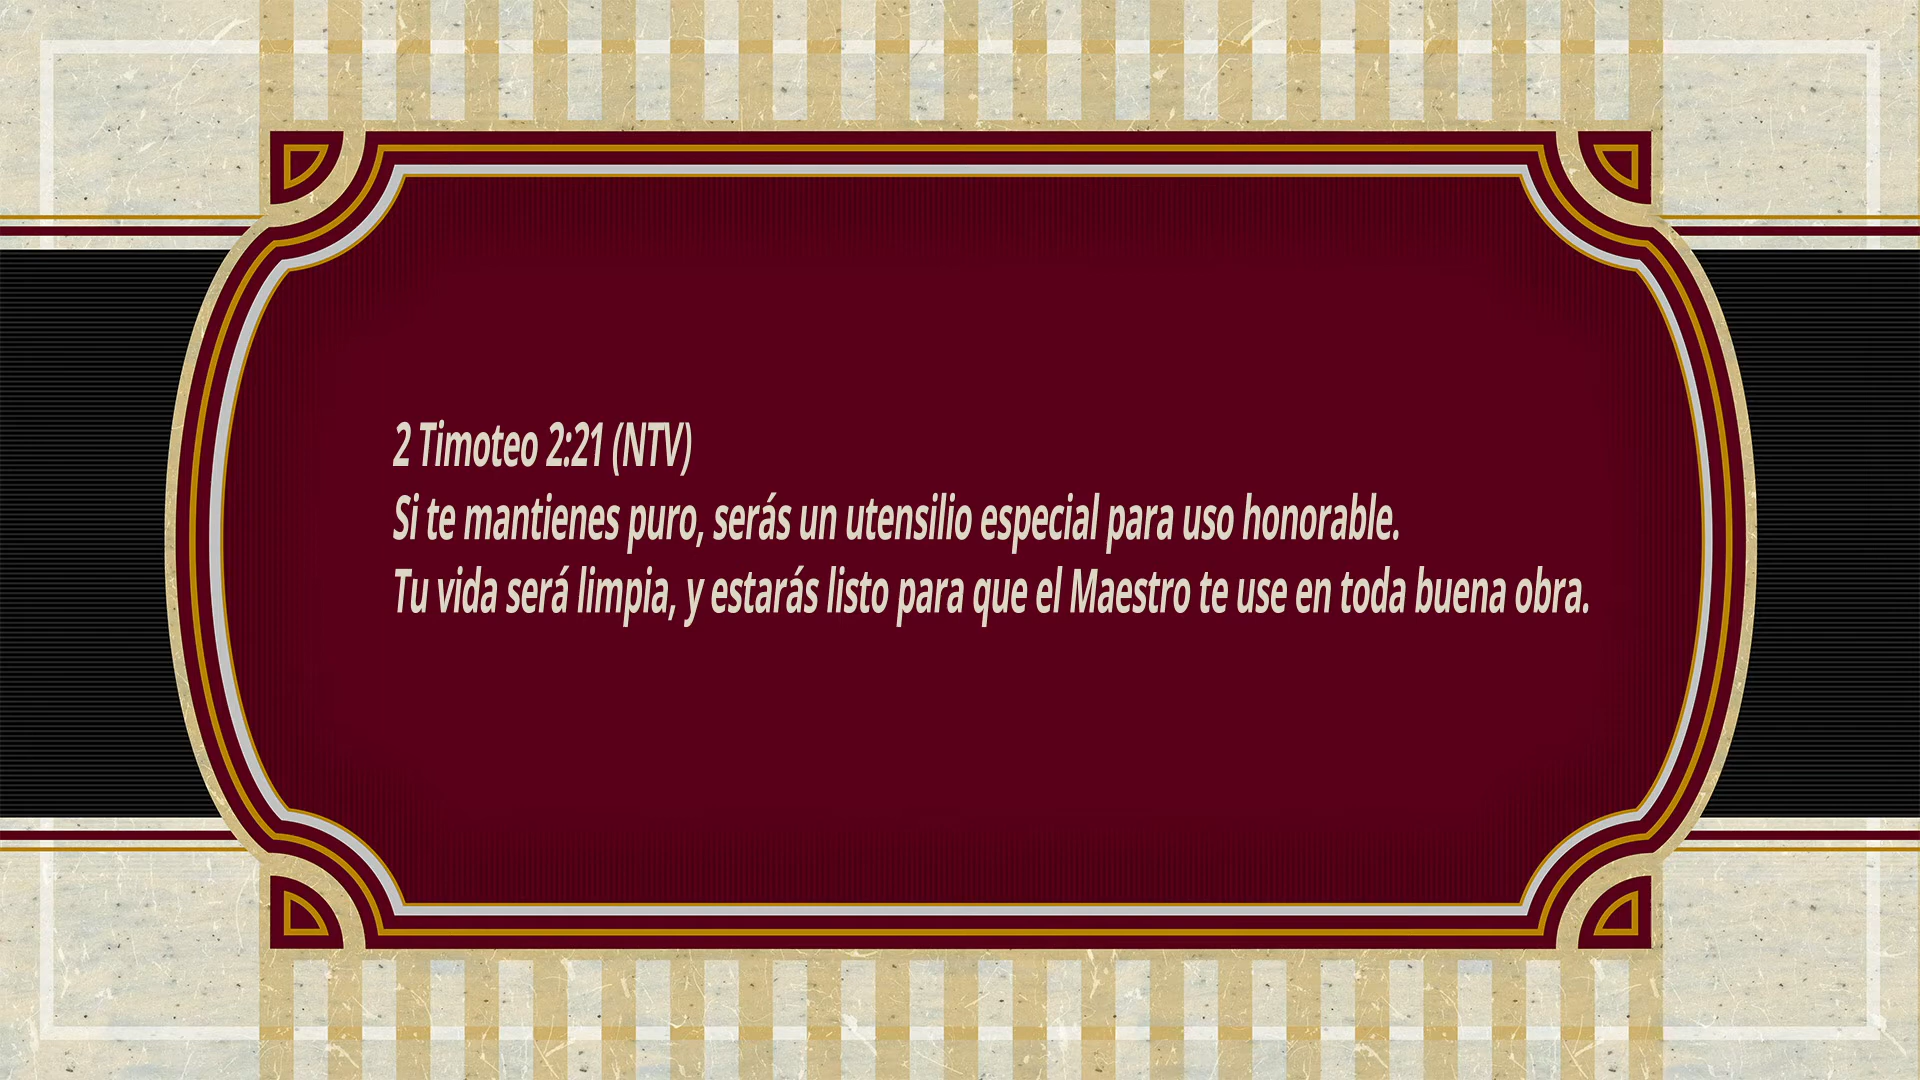 2 Timoteo 2:21 (NTV)
Si te mantienes puro, serás un utensilio especial para uso honorable.
Tu vida será limpia, y estarás listo para que el Maestro te use en toda buena obra.